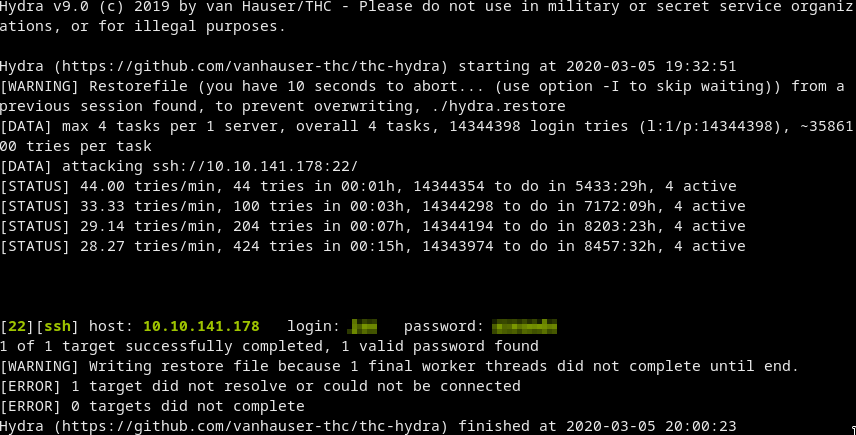 Hydra v9.0 (c) 2019 by van Hauser/THC - Please do not use in military or secret service organiz
ations, or for illegal purposes.
Hydra (https://github.com/vanhauser-thc/thc-hydra) starting at 2020-03-05 19:32:51
[WARNING] Restorefile (you have 10 seconds to abort... (use option -I to skip waiting)) from a
previous session found, to prevent overwriting, ./hydra.restore
[DATA] max 4 tasks per 1 server, overall 4 tasks, 14344398 login tries (l:1/p:14344398), ~35861
00 tries per task
[DATA] attacking ssh://10.10.141.178:22/
[STATUS] 44.00 tries/min, 44 tries in 00:01h, 14344354 to do in 5433:29h, 4 active
[STATUS] 33.33 tries/min, 100 tries in 00:03h, 14344298 to do in 7172:09h, 4 active
[STATUS] 29.14 tries/min, 204 tries in 00:07h, 14344194 to do in 8203:23h, 4 active
[STATUS] 28.27 tries/min, 424 tries in 00:15h, 14343974 to do in 8457:32h, 4 active
[22][ssh] host: 10.10.141.178 login: password:
1 of 1 target successfully completed, 1 valid password found
[WARNING] Writing restore file because 1 final worker threads did not complete until end.
[ERROR] 1 target did not resolve or could not be connected
[ERROR] 0 targets did not complete
Hydra (https://github.com/vanhauser-thc/thc-hydra) finished at 2020-03-05 20:00:23